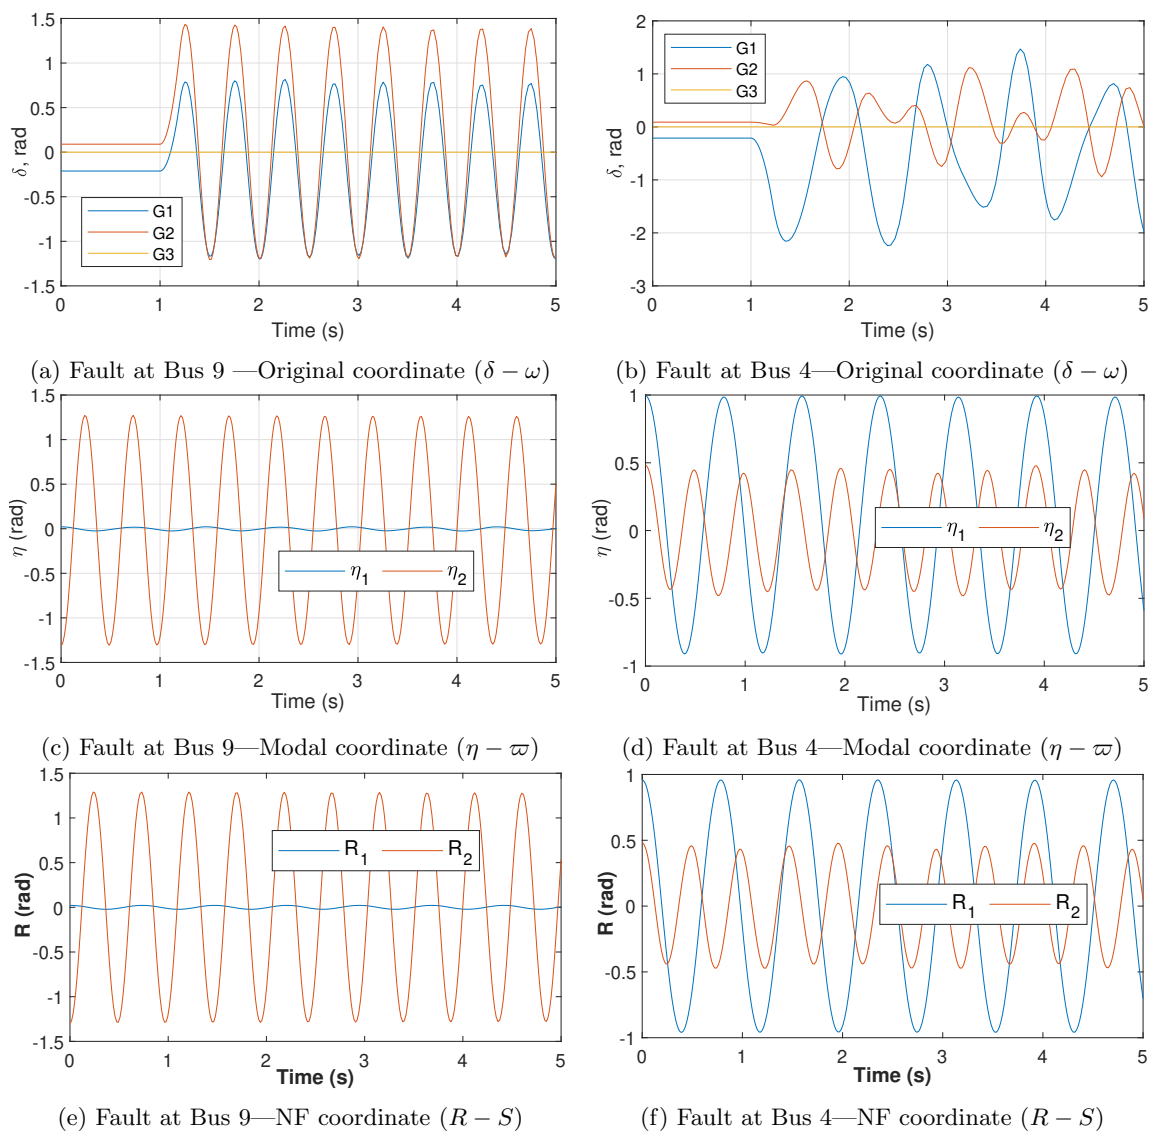 1.5
1
0.5
0
-0.5
-1
-1.5
δ, rad
G1
G2
G3
0 1 2 3 4 5
Time (s)
(a) Fault at Bus 9 —Original coordinate (δ − ω)
2
1
0
-1
-2
-3
δ, rad
G1
G2
G3
0 1 2 3 4 5
Time (s)
(b) Fault at Bus 4—Original coordinate (δ − ω)
1.5
1
0.5
0
-0.5
-1
-1.5
η (rad)
η1 η2
0 1 2 3 4 5
Time (s)
(c) Fault at Bus 9—Modal coordinate (η − ϖ)
1
0.5
0
-0.5
-1
η (rad)
η1 η2
0 1 2 3 4 5
Time (s)
(d) Fault at Bus 4—Modal coordinate (η − ϖ)
1.5
1
0.5
0
-0.5
-1
-1.5
R (rad)
R1 R2
0 1 2 3 4 5
Time (s)
(e) Fault at Bus 9—NF coordinate (R − S)
1
0.5
0
-0.5
-1
R (rad)
R1 R2
0 1 2 3 4 5
Time (s)
(f) Fault at Bus 4—NF coordinate (R − S)